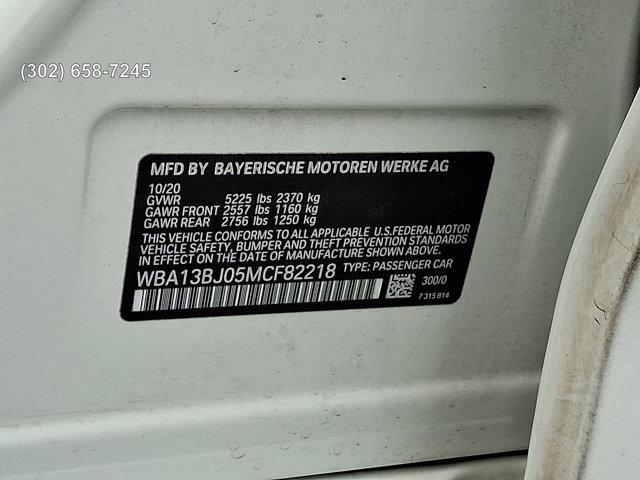 (302) 658-7245
MFD BY BAYERISCHE MOTOREN WERKE AG
10/20
GVWR 5225 lbs 2370 kg
GAWR FRONT 2557 lbs 1160 kg
GAWR REAR 2756 lbs 1250 kg
THIS VEHICLE CONFORMS TO ALL APPLICABLE U.S.FEDERAL MOTOR
VEHICLE SAFETY, BUMPER AND THEFT PREVENTION STANDARDS
IN EFFECT ON THE DATE OF MANUFACTURE SHOWN ABOVE.
WBA13BJ05MCF82218 TYPE: PASSENGER CAR
300/0
7 315 814